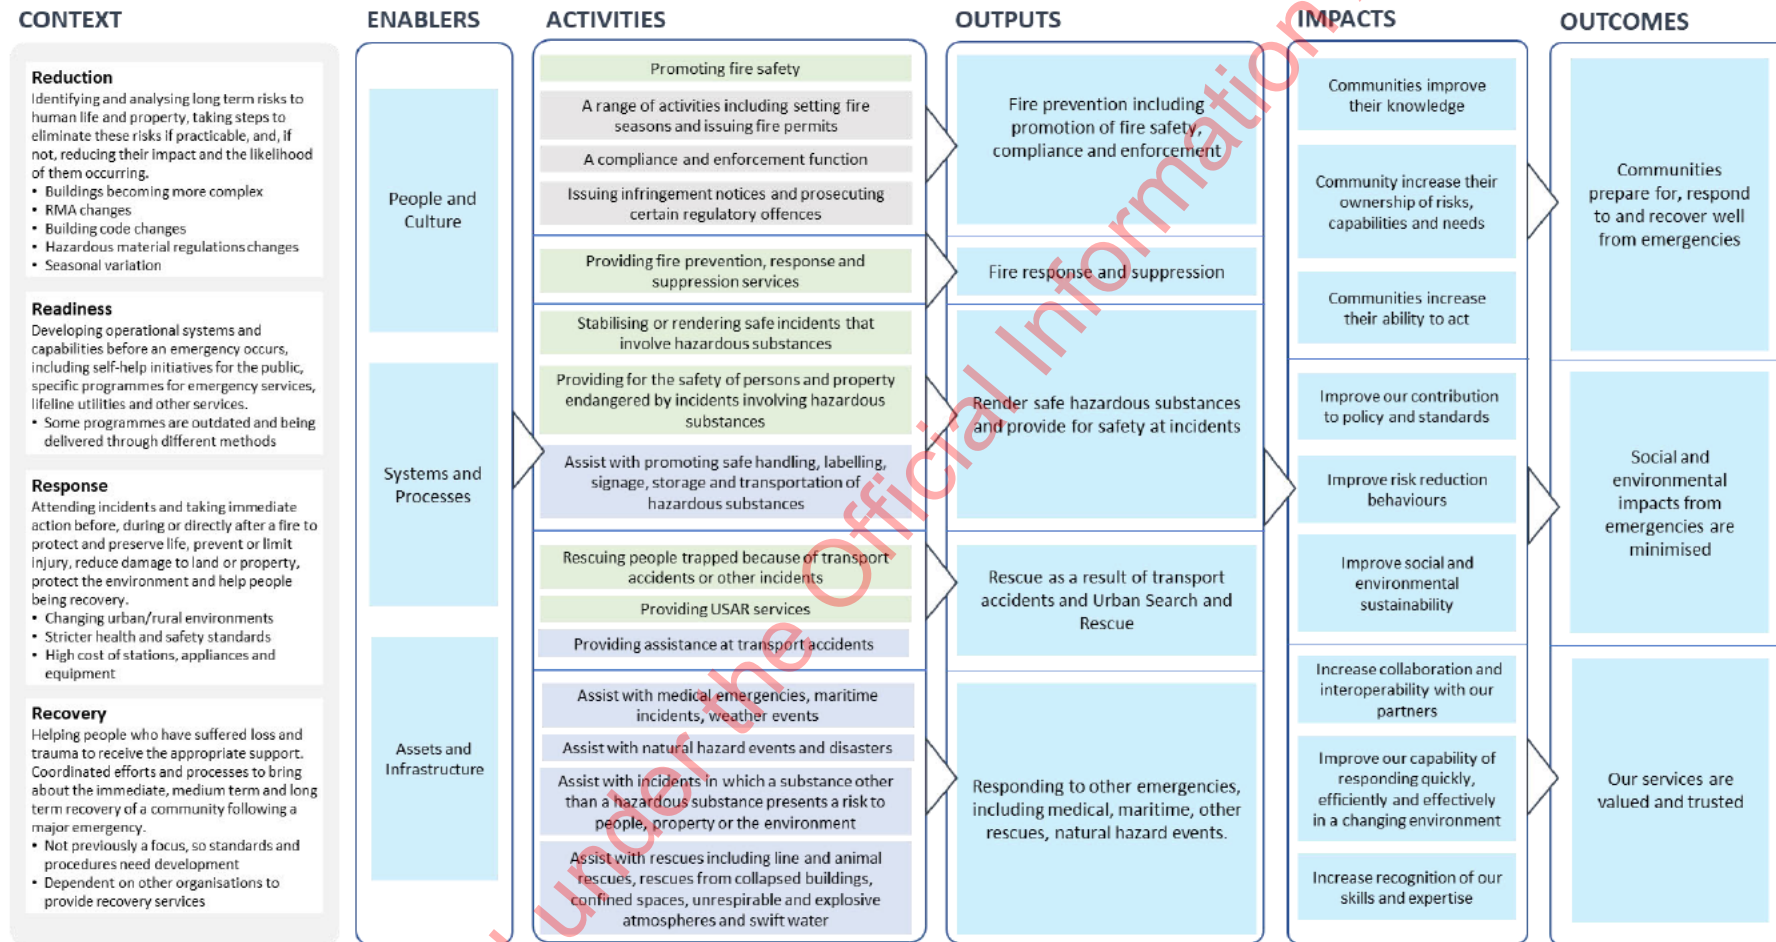 CONTEXT
Reduction
Identifying and analysing long term risks to
human life and property, taking steps to
eliminate these risks if practicable, and, if
not, reducing their impact and the likelihood
of them occurring.
• Buildings becoming more complex
• RMA changes
• Building code changes
• Hazardous material regulations changes
• Seasonal variation
Readiness
Developing operational systems and
capabilities before an emergency occurs,
including self-help initiatives for the public,
specific programmes for emergency services,
lifeline utilities and other services.
• Some programmes are outdated and being
delivered through different methods
Response
Attending incidents and taking immediate
action before, during or directly after a fire to
protect and preserve life, prevent or limit
injury, reduce damage to land or property,
protect the environment and help people
being recovery.
• Changing urban/rural environments
• Stricter health and safety standards
• High cost of stations, appliances and
equipment
Recovery
Helping people who have suffered loss and
trauma to receive the appropriate support.
Coordinated efforts and processes to bring
about the immediate, medium term and long
term recovery of a community following a
major emergency.
• Not previously a focus, so standards and
procedures need development
• Dependent on other organisations to
provide recovery services
ENABLERS
People and
Culture
Systems and
Processes
Assets and
Infrastructure
ACTIVITIES
Promoting fire safety
A range of activities including setting fire
seasons and issuing fire permits
A compliance and enforcement function
Issuing infringement notices and prosecuting
certain regulatory offences
Providing fire prevention, response and
suppression services
Stabilising or rendering safe incidents that
involve hazardous substances
Providing for the safety of persons and property
endangered by incidents involving hazardous
substances
Assist with promoting safe handling, labelling,
signage, storage and transportation of
hazardous substances
Rescuing people trapped because of transport
accidents or other incidents
Providing USAR services
Providing assistance at transport accidents
Assist with medical emergencies, maritime
incidents, weather events
Assist with natural hazard events and disasters
Assist with incidents in which a substance other
than a hazardous substance presents a risk to
people, property or the environment
Assist with rescues including line and animal
rescues, rescues from collapsed buildings,
confined spaces, unrespirable and explosive
atmospheres and swift water
OUTPUTS
Fire prevention including
promotion of fire safety,
compliance and enforcement
Fire response and suppression
Render safe hazardous substances
and provide for safety at incidents
Rescue as a result of transport
accidents and Urban Search and
Rescue
Responding to other emergencies,
including medical, maritime, other
rescues, natural hazard events.
IMPACTS
Communities improve
their knowledge
Community increase their
ownership of risks,
capabilities and needs
Communities increase
their ability to act
Improve our contribution
to policy and standards
Improve risk reduction
behaviours
Improve social and
environmental
sustainability
Increase collaboration and
interoperability with our
partners
Improve our capability of
responding quickly,
efficiently and effectively
in a changing environment
Increase recognition of our
skills and expertise
OUTCOMES
Communities
prepare for, respond
to and recover well
from emergencies
Social and
environmental
impacts from
emergencies are
minimised
Our services are
valued and trusted
under the Official Information